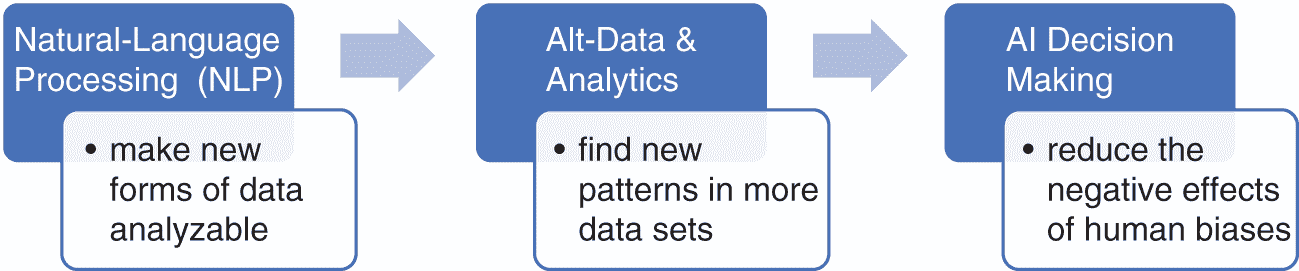 Natural-Language
Processing (NLP)
• make new
forms of data
analyzable
Alt-Data &
Analytics
• find new
patterns in more
data sets
AI Decision
Making
• reduce the
negative effects
of human biases